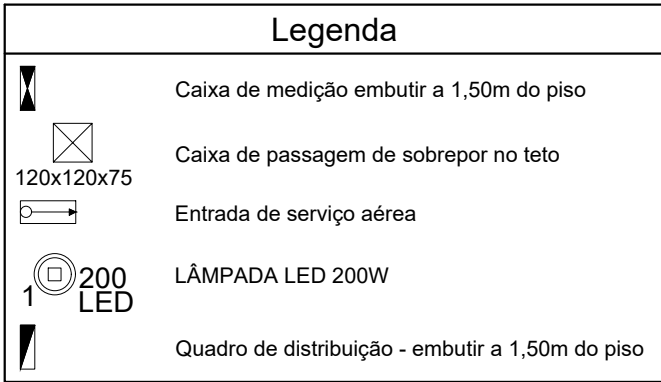 Legenda
Caixa de medição embutir a 1,50m do piso
Caixa de passagem de sobrepor no teto
120x120x75
Entrada de serviço aérea
1 200 LED
LÂMPADA LED 200W
Quadro de distribuição - embutir a 1,50m do piso